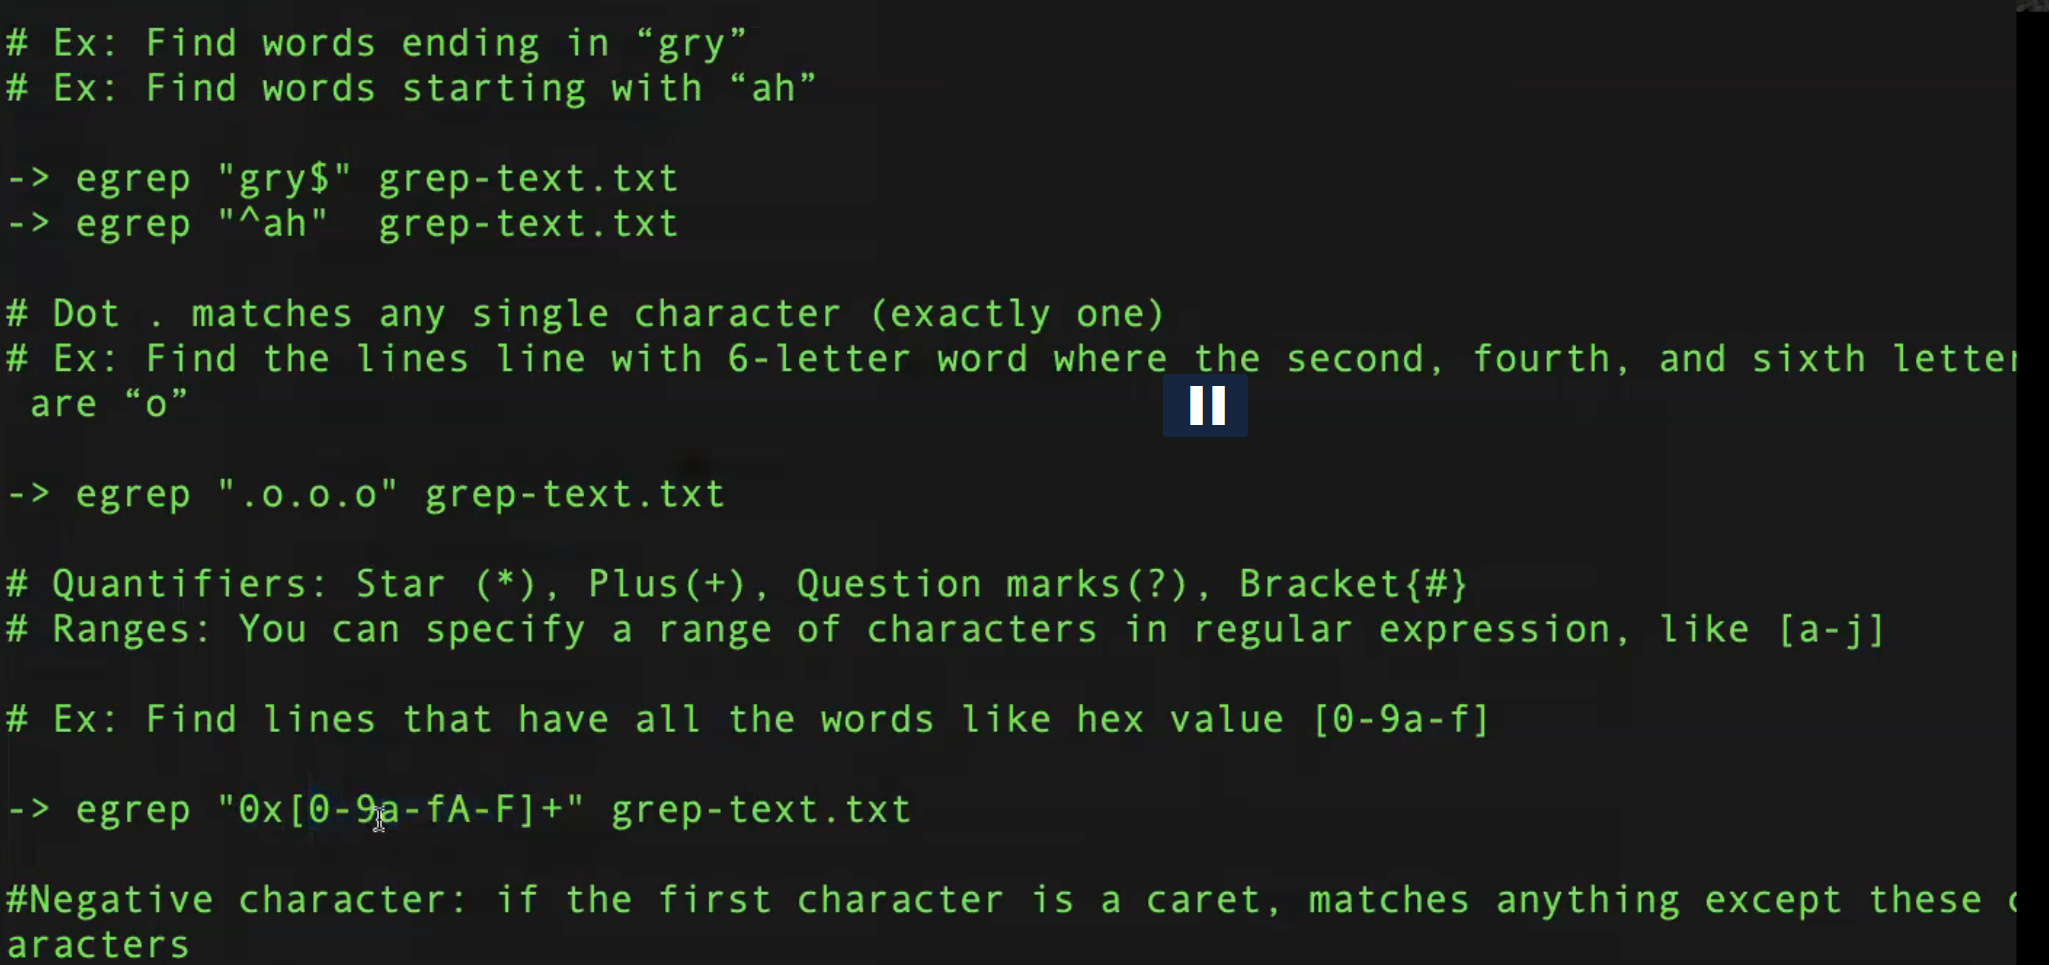 # Ex: Find words ending in “gry”
# Ex: Find words starting with “ah”
-> egrep "gry$" grep-text.txt
-> egrep "^ah"  grep-text.txt
# Dot . matches any single character (exactly one)
# Ex: Find the lines line with 6-letter word where the second, fourth, and sixth letter
are “o”
-> egrep ".o.o.o" grep-text.txt
# Quantifiers: Star (*), Plus(+), Question marks(?), Bracket{#}
# Ranges: You can specify a range of characters in regular expression, like [a-j]
# Ex: Find lines that have all the words like hex value [0-9a-f]
-> egrep "0x[0-9a-fA-F]+" grep-text.txt
#Negative character: if the first character is a caret, matches anything except these c
aracters